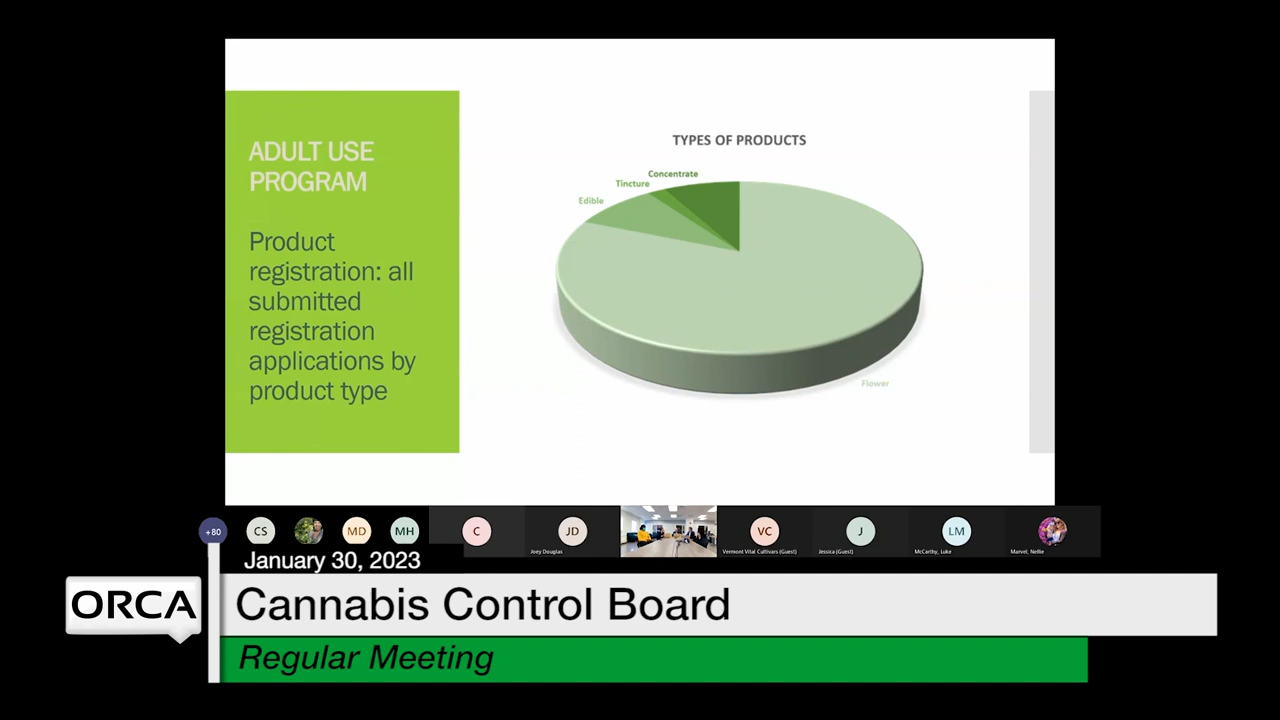 ADULT USE
PROGRAM
Product
registration: all
submitted
registration
applications by
product type
TYPES OF PRODUCTS
Concentrate
Tincture
Edible
Flower
+80
CS
MD
MH
C
JD
VC
J
LM
Joey Douglas
Vermont Vital Cultivars (Guest)
Jessica (Guest)
McCarthy, Luke
Marvel, Nellie
January 30, 2023
ORCA
Cannabis Control Board
Regular Meeting